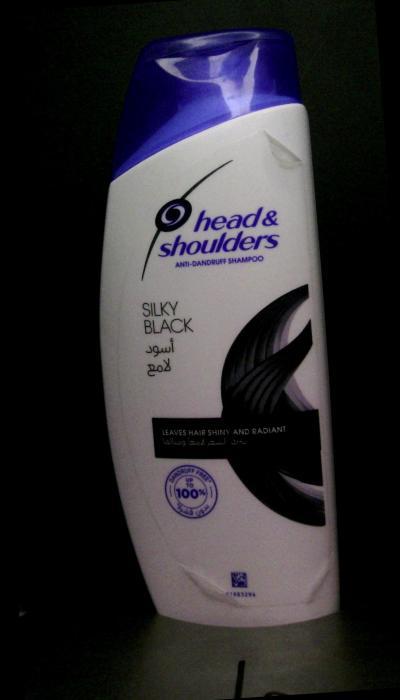 head &
shoulders
ANTI-DANDRUFF SHAMPOO
SILKY
BLACK
أسود
لامع
LEAVES HAIR SHINY AND RADIANT
DANDRUFF FREE*
UP
TO
100%